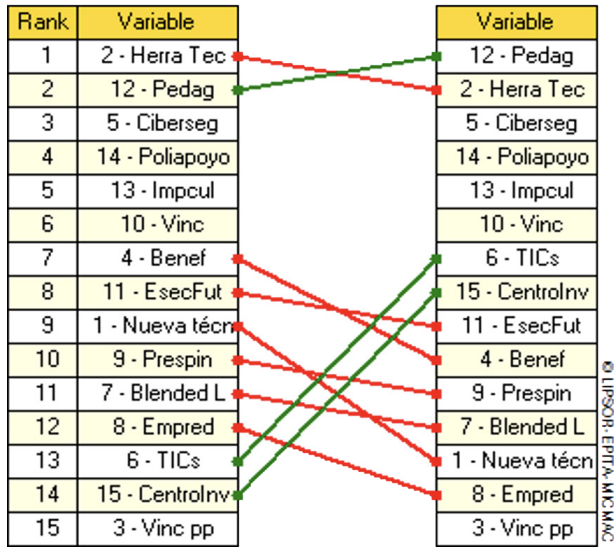 Rank Variable Variable
1 2 - Herra Tec 12 - Pedag
2 12 - Pedag 2 - Herra Tec
3 5 - Ciberseg 5 - Ciberseg
4 14 - Poliapoyo 14 - Poliapoyo
5 13 - Impcul 13 - Impcul
6 10 - Vinc 10 - Vinc
7 4 - Benef 6 - TICs
8 11 - EsecFut 15 - CentroInv
9 1 - Nueva técn 11 - EsecFut
10 9 - Prespin 4 - Benef
11 7 - Blended L 9 - Prespin
12 8 - Empred 7 - Blended L
13 6 - TICs 1 - Nueva técn
14 15 - CentroInv 8 - Empred
15 3 - Vinc pp 3 - Vinc pp
© LIPSOR-EPITA-MICMAC